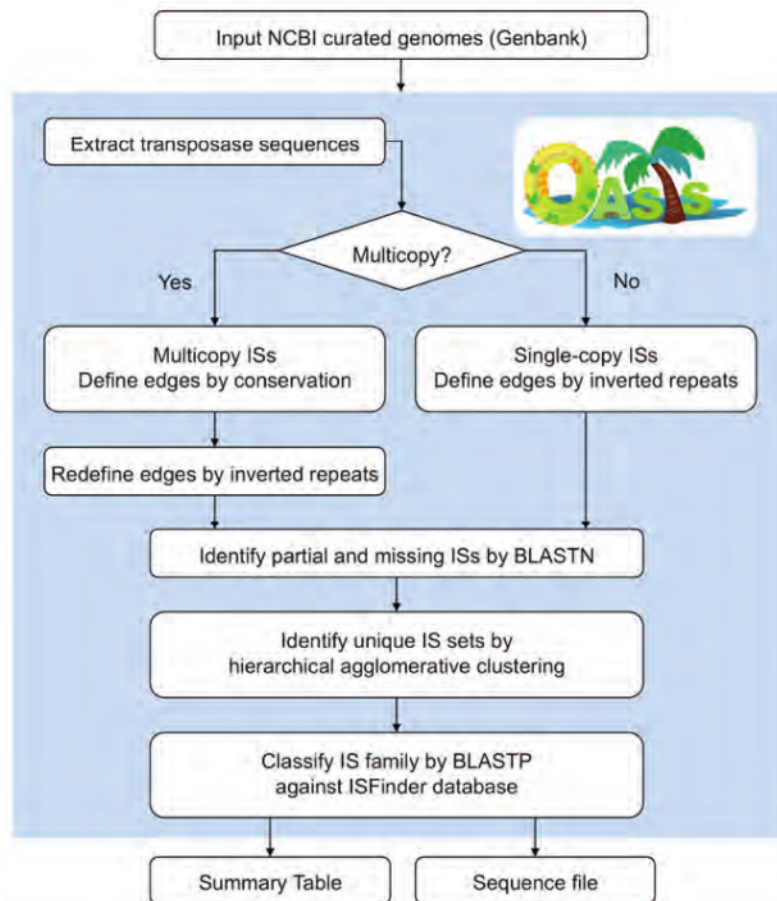 Input NCBI curated genomes (Genbank)
Extract transposase sequences
OASIS
Multicopy?
Yes
No
Multicopy ISs
Define edges by conservation
Single-copy ISs
Define edges by inverted repeats
Redefine edges by inverted repeats
Identify partial and missing ISs by BLASTN
Identify unique IS sets by
hierarchical agglomerative clustering
Classify IS family by BLASTP
against ISFinder database
Summary Table
Sequence file